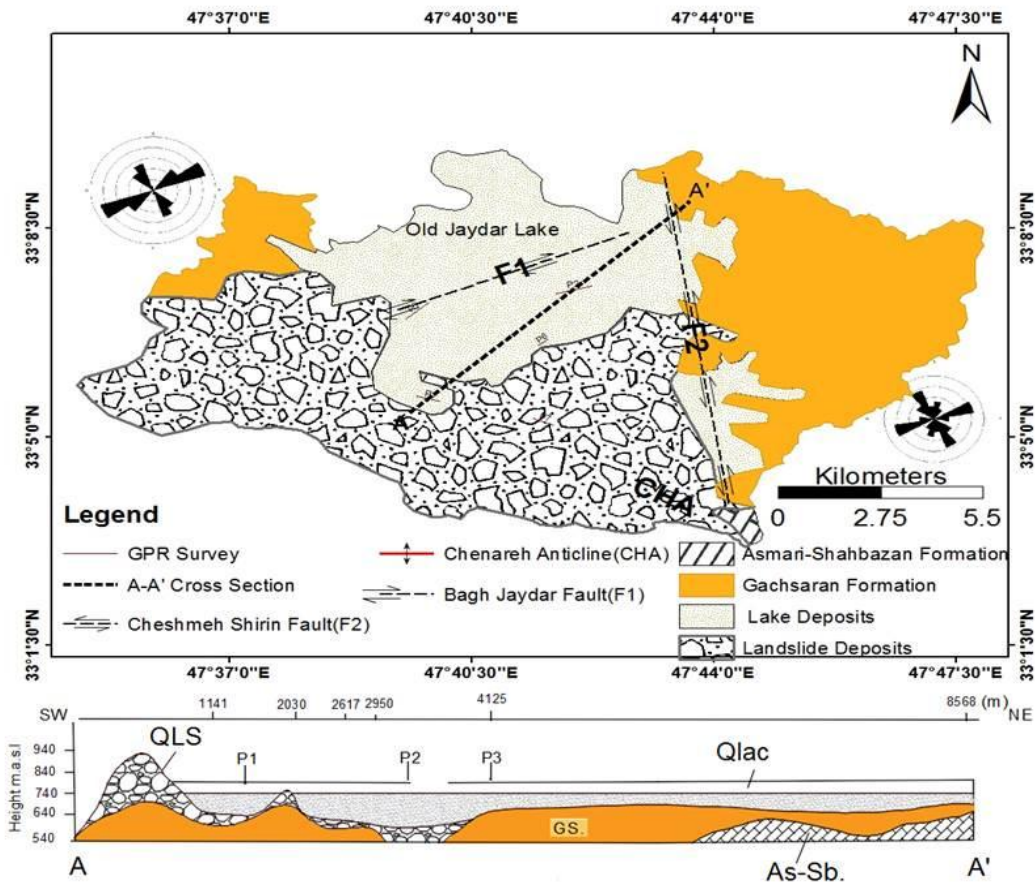 47°37'0"E 47°40'30"E 47°44'0"E 47°47'30"E
N
33°8'30"N
33°5'0"N
33°1'30"N
33°8'30"N
33°5'0"N
33°1'30"N
Old Jaydar Lake
A'
F1
F2
A
CHA
Kilometers
0 2.75 5.5
Legend
GPR Survey
A-A' Cross Section
Cheshmeh Shirin Fault(F2)
Chenareh Anticline(CHA)
Bagh Jaydar Fault(F1)
Asmari-Shahbazan Formation
Gachsaran Formation
Lake Deposits
Landslide Deposits
47°37'0"E 47°40'30"E 47°44'0"E 47°47'30"E
SW 1141 2030 2617 2950 4125 8568 (m) NE
Height m.a.s.l
940
840
740
640
540
QLS
P1
P2
P3
Qlac
GS.
As-Sb.
A A'